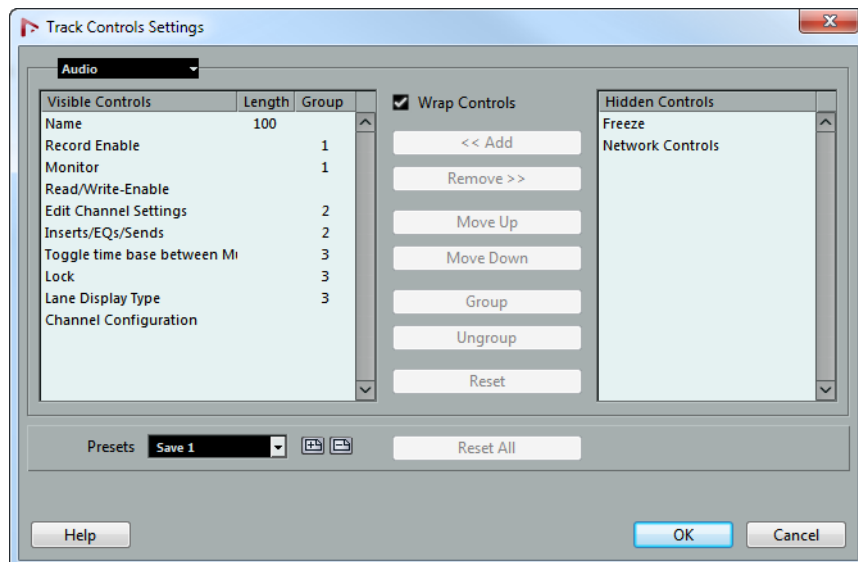 Track Controls Settings
Audio
Visible Controls Length Group
Name 100
Record Enable 1
Monitor 1
Read/Write-Enable
Edit Channel Settings 2
Inserts/EQs/Sends 2
Toggle time base between Mu 3
Lock 3
Lane Display Type 3
Channel Configuration
Wrap Controls
<< Add
Remove >>
Move Up
Move Down
Group
Ungroup
Reset
Hidden Controls
Freeze
Network Controls
Presets Save 1
Reset All
Help
OK
Cancel